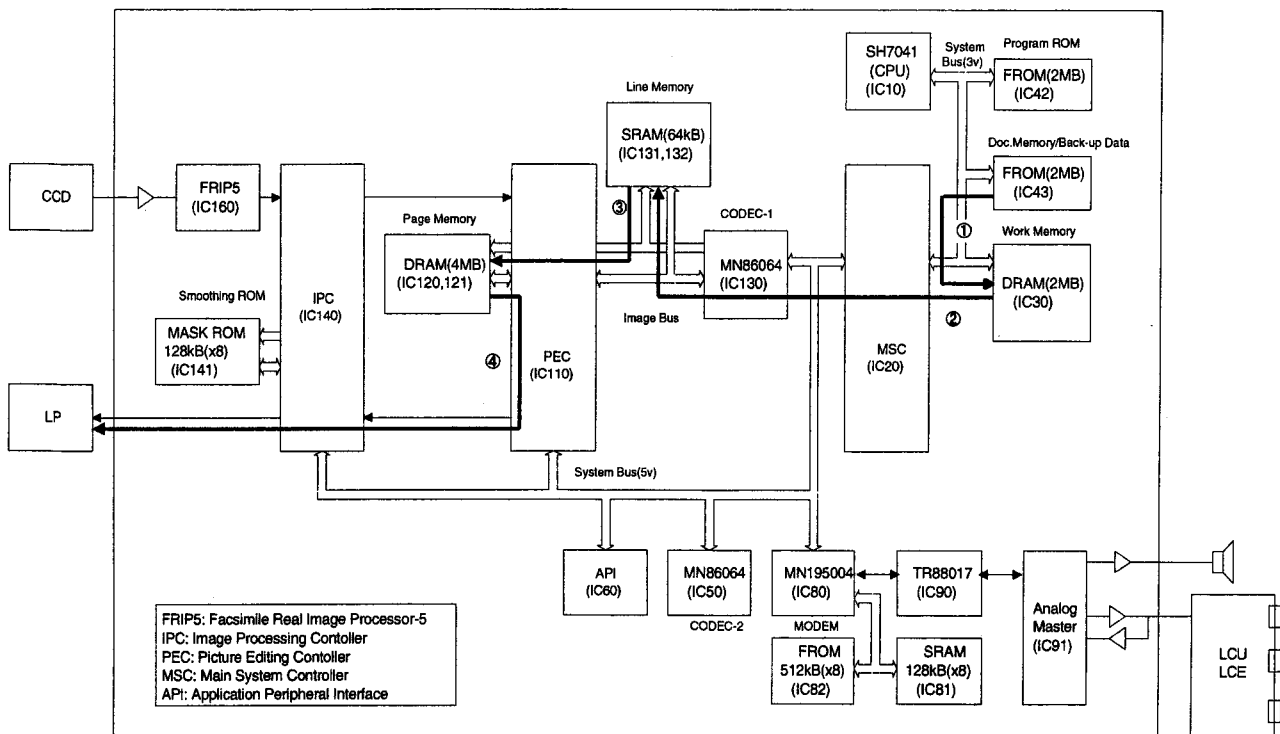 SH7041
(CPU)
(IC10)
System
Bus(3v)
Program ROM
FROM(2MB)
(IC42)
Line Memory
SRAM(64kB)
(IC131,132)
Doc.Memory/Back-up Data
FROM(2MB)
(IC43)
CCD
FRIP5
(IC160)
③
CODEC-1
①
Page Memory
Work Memory
DRAM(4MB)
(IC120,121)
MN86064
(IC130)
DRAM(2MB)
(IC30)
Smoothing ROM
IPC
(IC140)
Image Bus
②
MASK ROM
128kB(x8)
(IC141)
④
PEC
(IC110)
MSC
(IC20)
LP
System Bus(5v)
API
(IC60)
MN86064
(IC50)
MN195004
(IC80)
TR88017
(IC90)
Analog
Master
(IC91)
CODEC-2
MODEM
FROM
512kB(x8)
(IC82)
SRAM
128kB(x8)
(IC81)
LCU
LCE
FRIP5: Facsimile Real Image Processor-5
IPC: Image Processing Contoller
PEC: Picture Editing Contoller
MSC: Main System Controller
API: Application Peripheral Interface